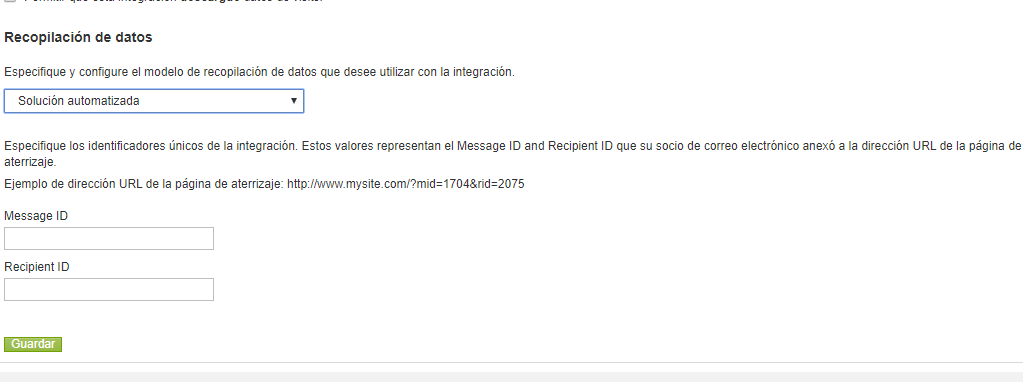 Recopilación de datos
Especifique y configure el modelo de recopilación de datos que desee utilizar con la integración.
Solución automatizada
Especifique los identificadores únicos de la integración. Estos valores representan el Message ID and Recipient ID que su socio de correo electrónico anexó a la dirección URL de la página de
aterrizaje.
Ejemplo de dirección URL de la página de aterrizaje: http://www.mysite.com/?mid=1704&rid=2075
Message ID
Recipient ID
Guardar